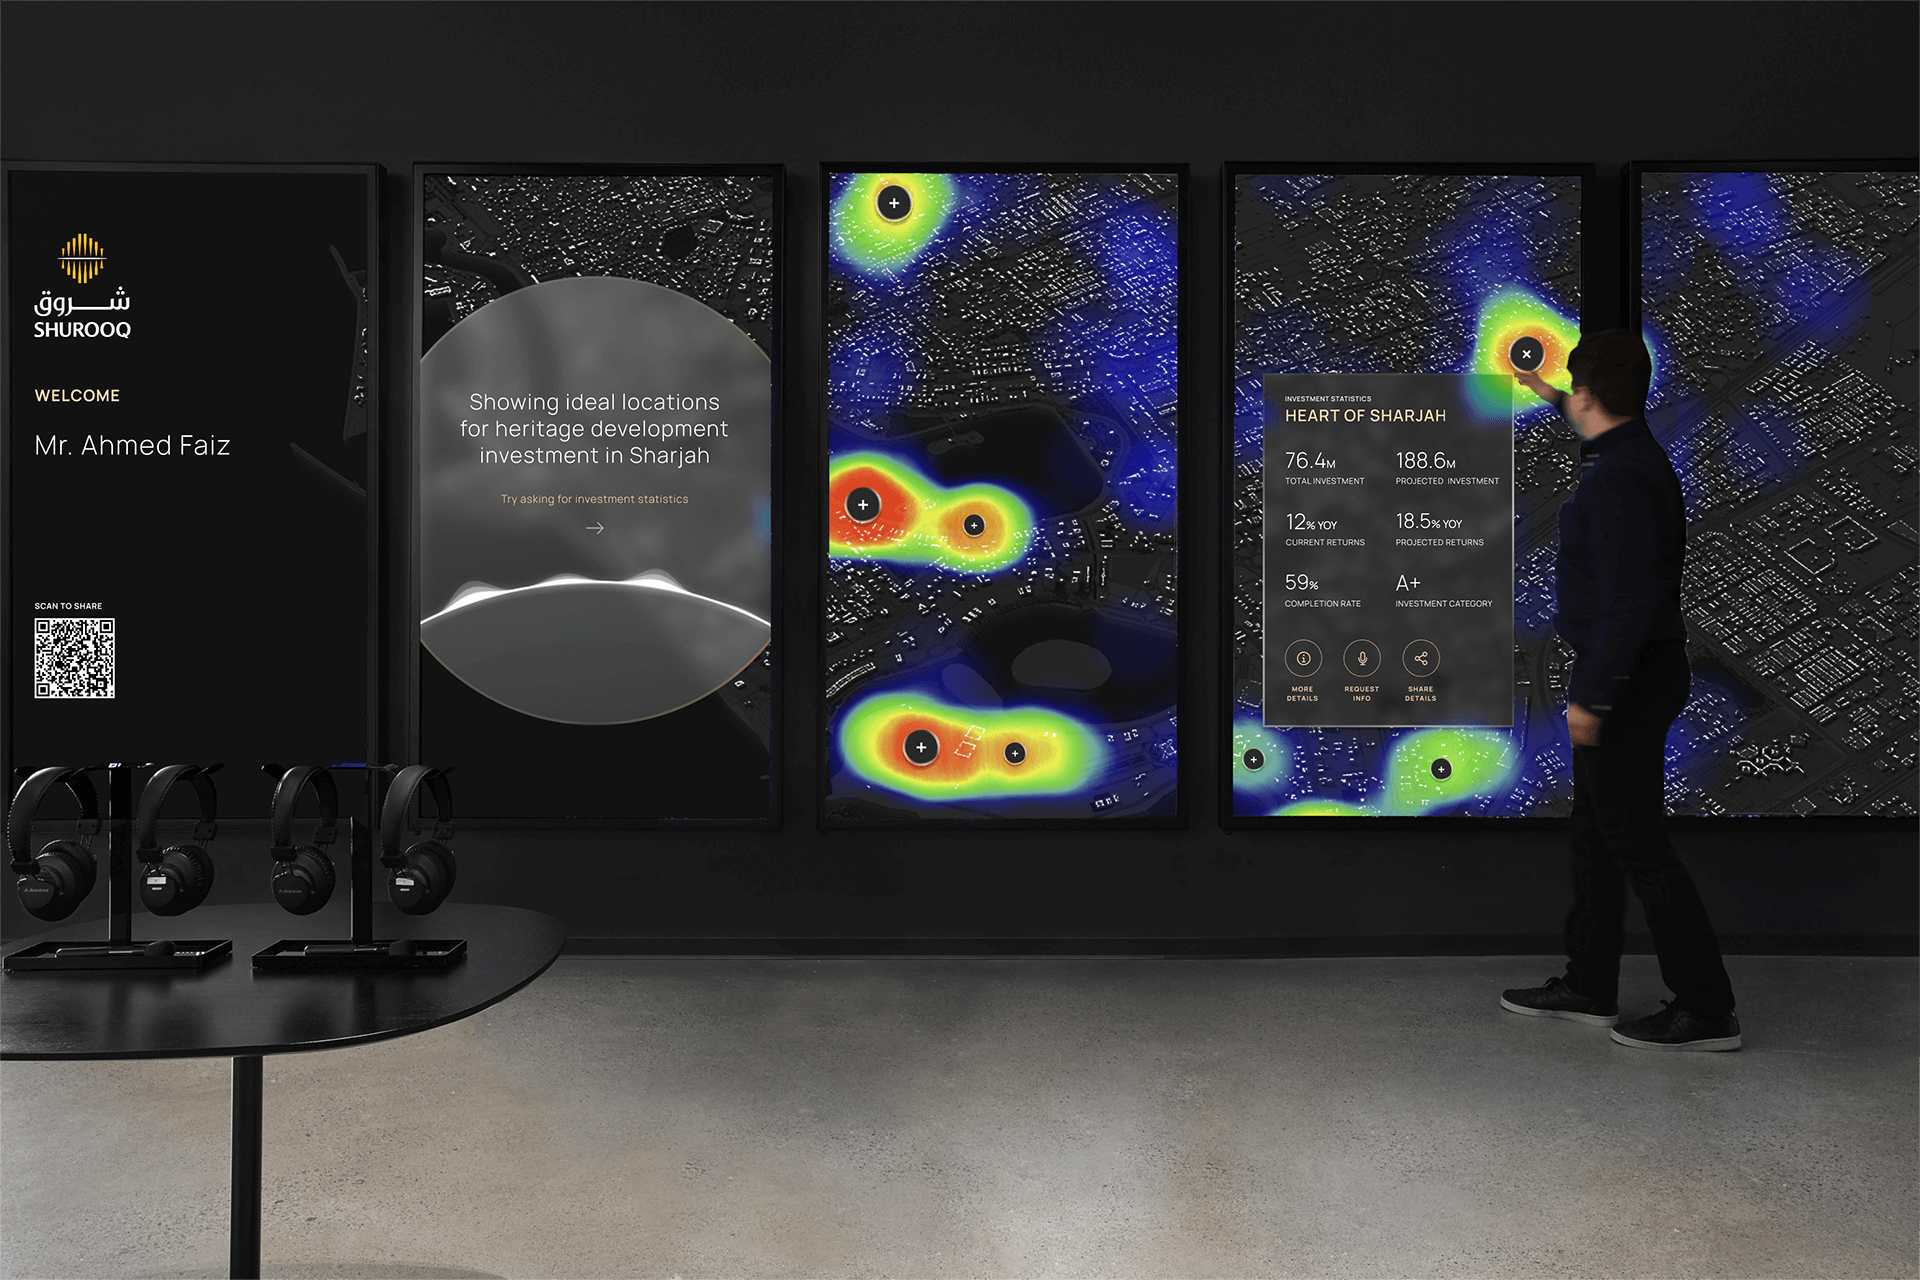 شروق
SHUROOQ
WELCOME
Mr. Ahmed Faiz
SCAN TO SHARE
Showing ideal locations
for heritage development
investment in Sharjah
Try asking for investment statistics
INVESTMENT STATISTICS
HEART OF SHARJAH
76.4M 188.6M
TOTAL INVESTMENT PROJECTED INVESTMENT
12% YOY 18.5% YOY
CURRENT RETURNS PROJECTED RETURNS
59% A+
COMPLETION RATE INVESTMENT CATEGORY
MORE REQUEST SHARE
DETAILS INFO DETAILS